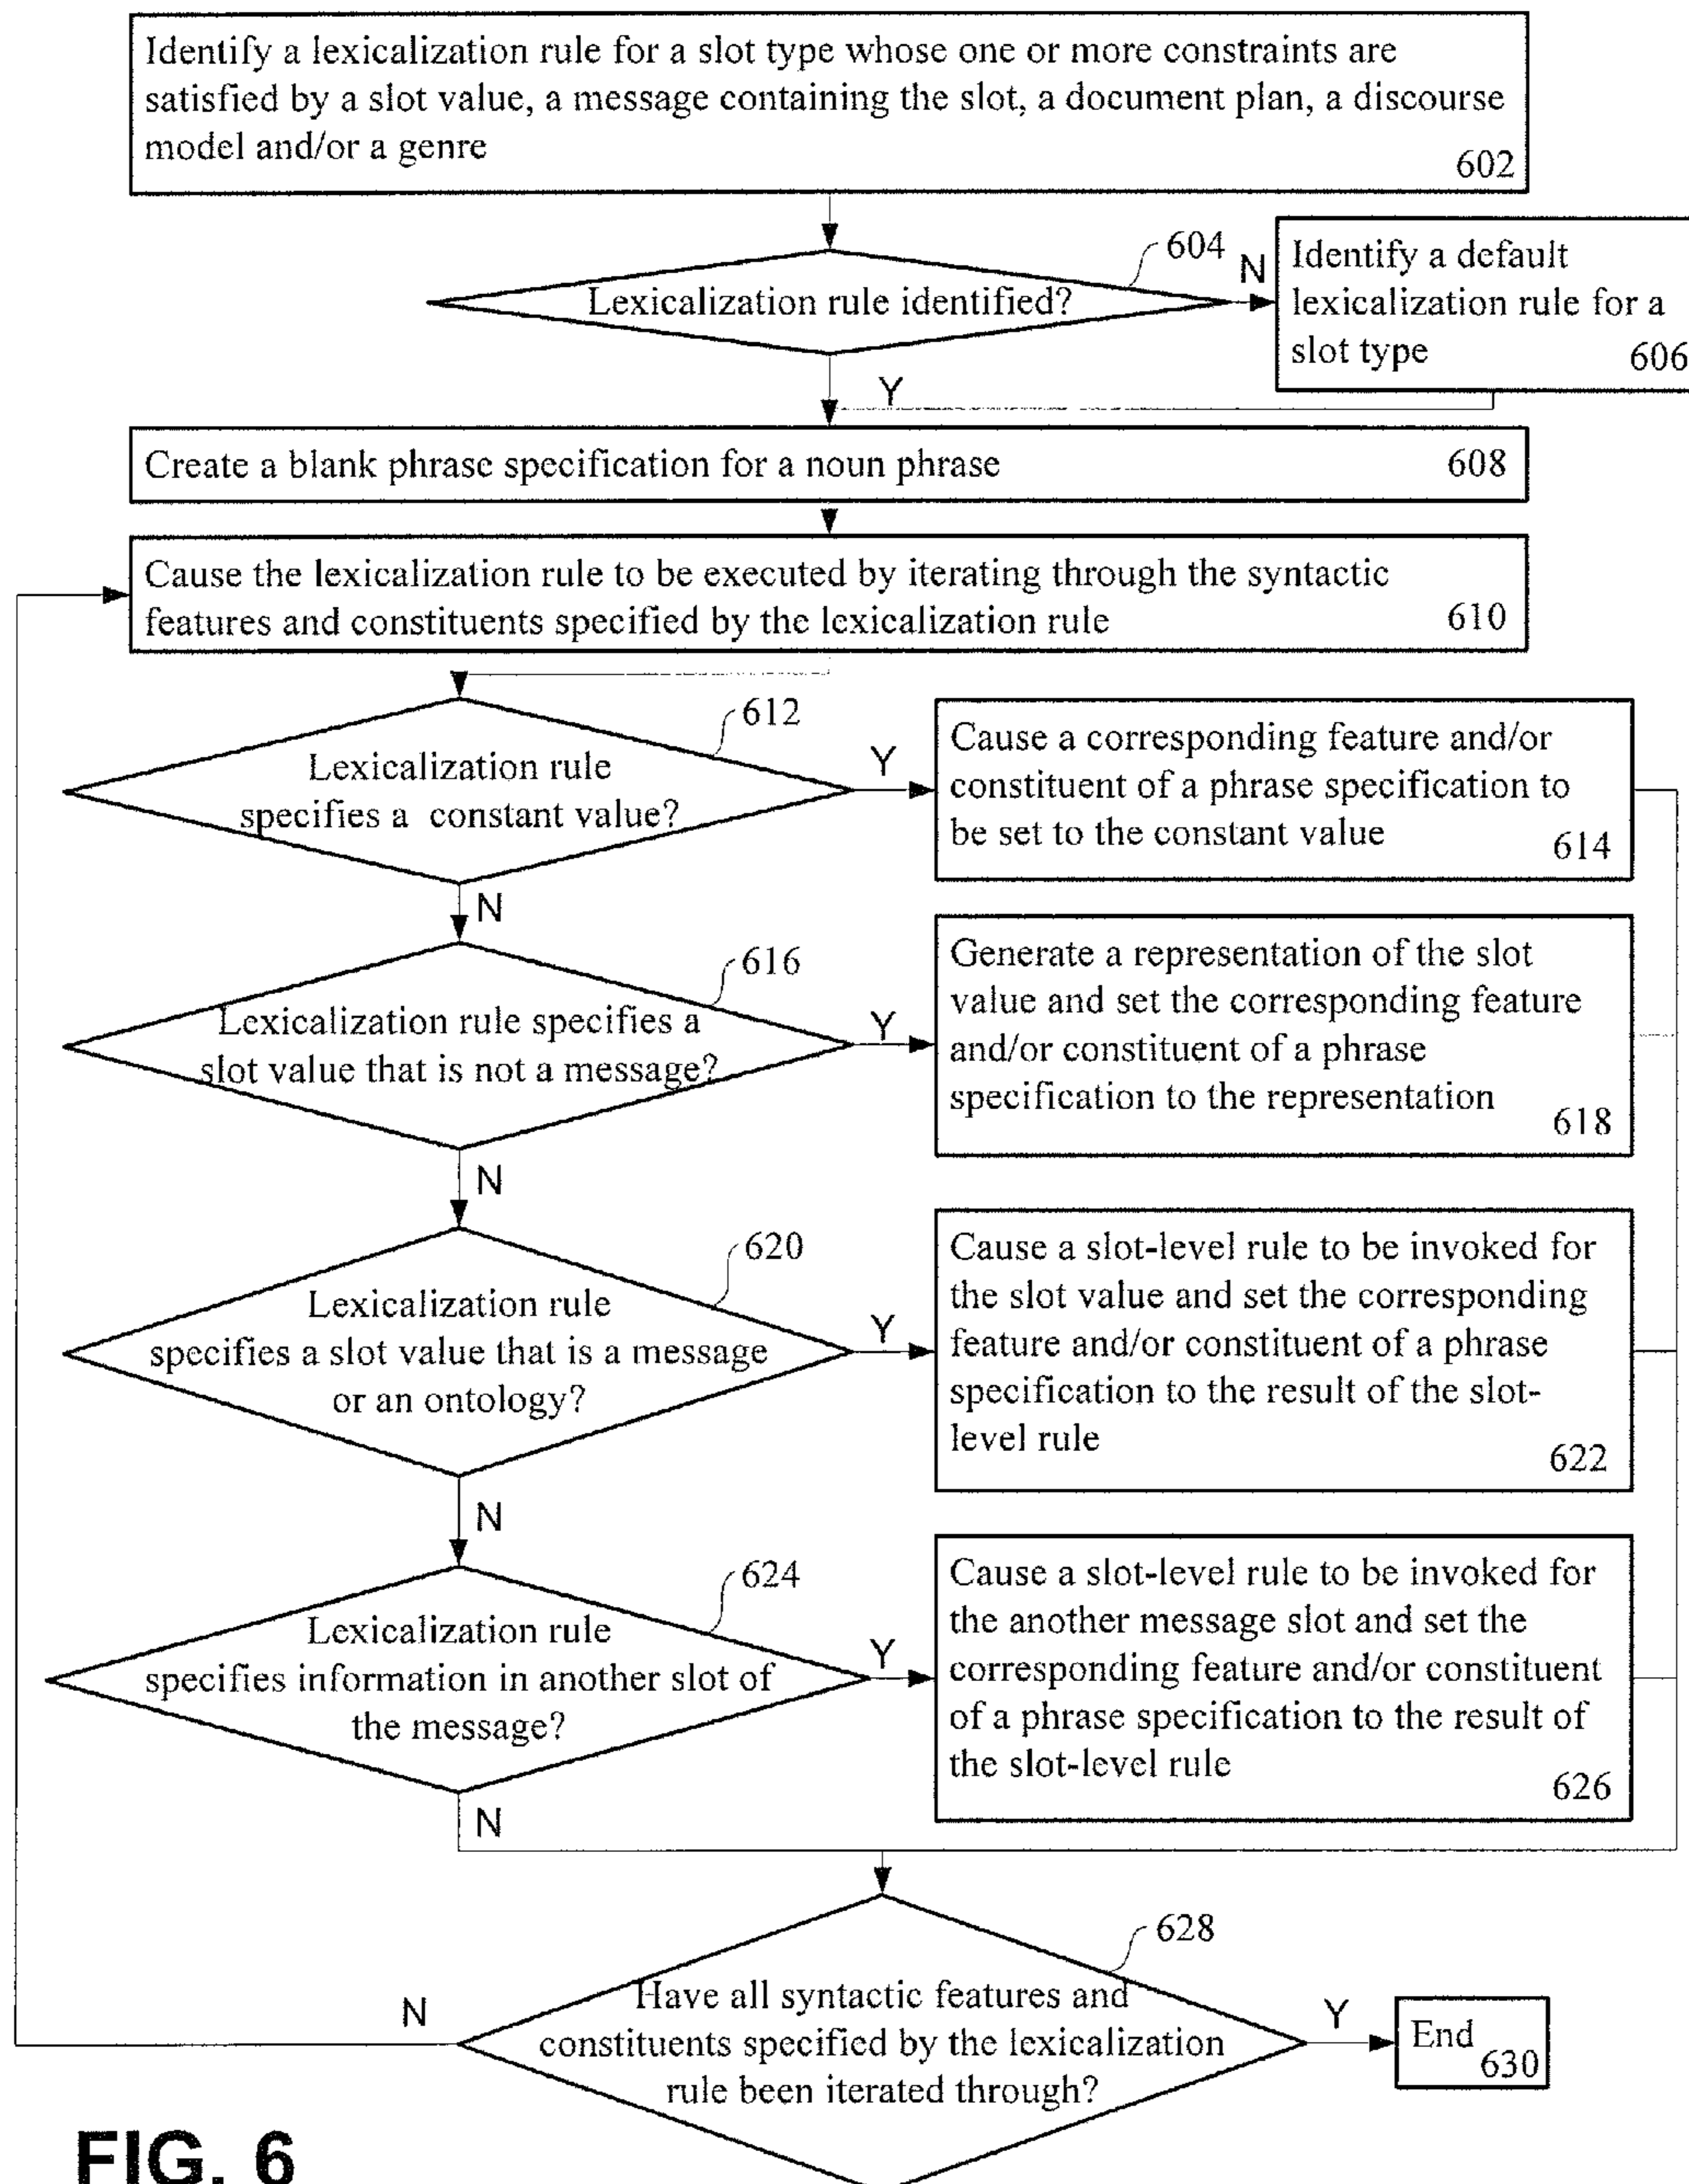 Identify a lexicalization rule for a slot type whose one or more constraints are
satisfied by a slot value, a message containing the slot, a document plan, a discourse
model and/or a genre
602
604
Lexicalization rule identified?
N
Identify a default
lexicalization rule for a
slot type
606
Y
Create a blank phrase specification for a noun phrase
608
Cause the lexicalization rule to be executed by iterating through the syntactic
features and constituents specified by the lexicalization rule
610
612
Lexicalization rule
specifies a constant value?
Y
Cause a corresponding feature and/or
constituent of a phrase specification to
be set to the constant value
614
N
616
Lexicalization rule specifies a
slot value that is not a message?
Y
Generate a representation of the slot
value and set the corresponding feature
and/or constituent of a phrase
specification to the representation
618
N
620
Lexicalization rule
specifies a slot value that is a message
or an ontology?
Y
Cause a slot-level rule to be invoked for
the slot value and set the corresponding
feature and/or constituent of a phrase
specification to the result of the slot-
level rule
622
N
624
Lexicalization rule
specifies information in another slot of
the message?
Y
Cause a slot-level rule to be invoked for
the another message slot and set the
corresponding feature and/or constituent
of a phrase specification to the result of
the slot-level rule
626
N
628
Have all syntactic features and
constituents specified by the lexicalization
rule been iterated through?
N
Y
End
630
FIG. 6